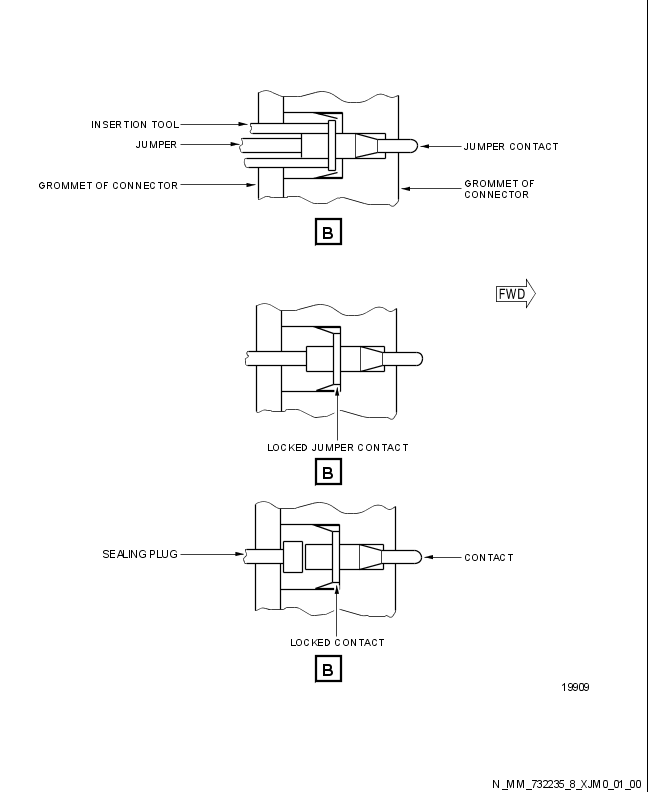 INSERTION TOOL
JUMPER
JUMPER CONTACT
GROMMET OF CONNECTOR
GROMMET OF
CONNECTOR
B
FWD
LOCKED JUMPER CONTACT
B
SEALING PLUG
CONTACT
LOCKED CONTACT
B
19909
N_MM_732235_8_XJM0_01_00